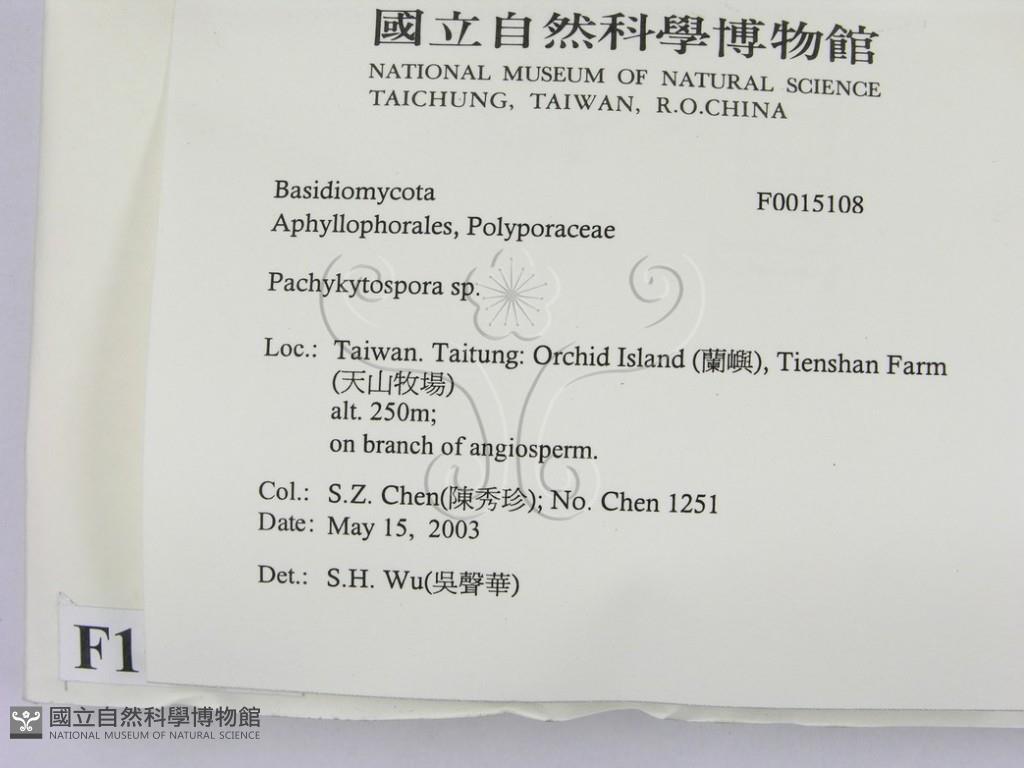 國立自然科學博物館
NATIONAL MUSEUM OF NATURAL SCIENCE
TAICHUNG, TAIWAN, R.O.CHINA
Basidiomycota F0015108
Aphyllophorales, Polyporaceae
Pachykytospora sp.
Loc.: Taiwan. Taitung: Orchid Island (蘭嶼), Tienshan Farm
(天山牧場)
alt. 250m;
on branch of angiosperm.
Col.: S.Z. Chen(陳秀珍); No. Chen 1251
Date: May 15, 2003
Det.: S.H. Wu(吳聲華)
F1
國立自然科學博物館
NATIONAL MUSEUM OF NATURAL SCIENCE